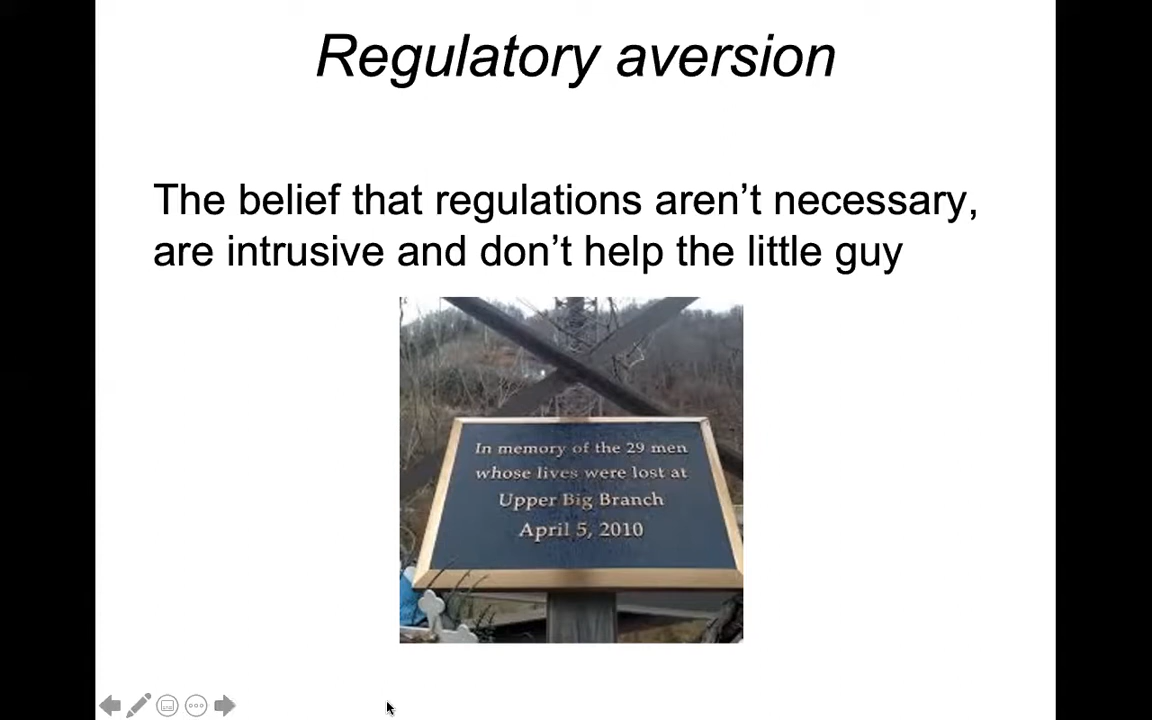 Regulatory aversion
The belief that regulations aren’t necessary,
are intrusive and don’t help the little guy
In memory of the 29 men
whose lives were lost at
Upper Big Branch
April 5, 2010